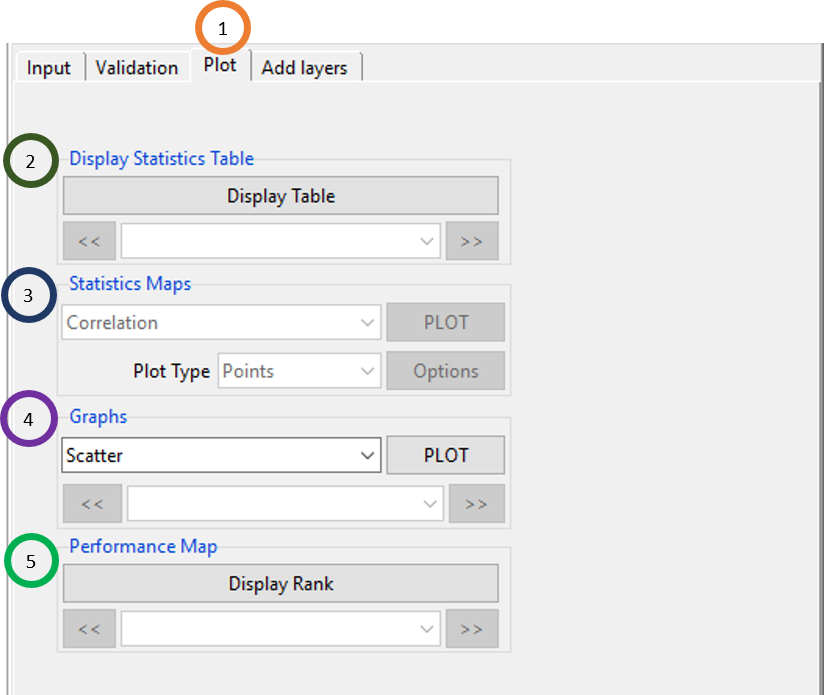 1
Input Validation Plot Add layers
2
Display Statistics Table
Display Table
<< >>
3
Statistics Maps
Correlation PLOT
Plot Type Points Options
4
Graphs
Scatter PLOT
<< >>
5
Performance Map
Display Rank
<< >>